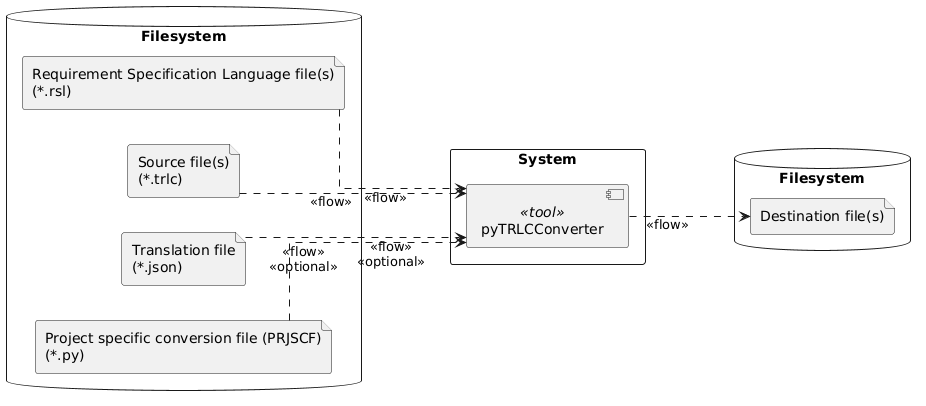 Filesystem
Requirement Specification Language file(s)
(*.rsl)
Source file(s)
(*.trlc)
Translation file
(*.json)
Project specific conversion file (PRJSCF)
(*.py)
«flow»
«flow»
«flow»
«optional»
«flow»
«optional»
System
«tool»
pyTRLCConverter
«flow»
Filesystem
Destination file(s)